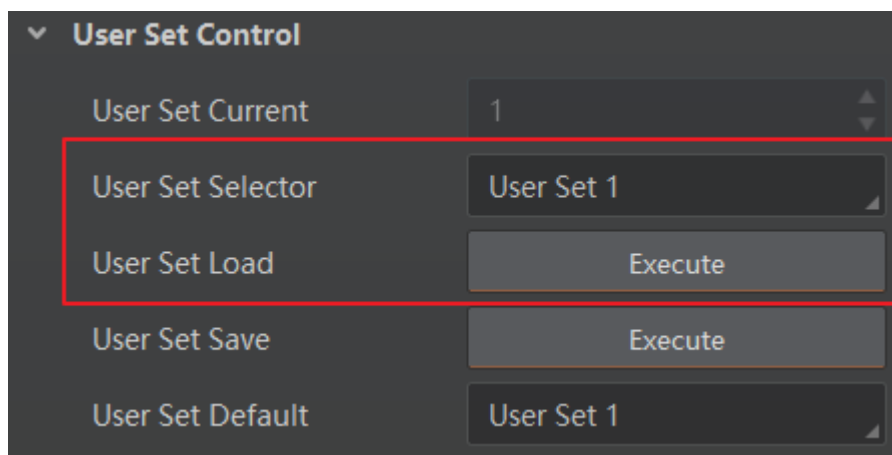 User Set Control
User Set Current 1
User Set Selector User Set 1
User Set Load Execute
User Set Save Execute
User Set Default User Set 1